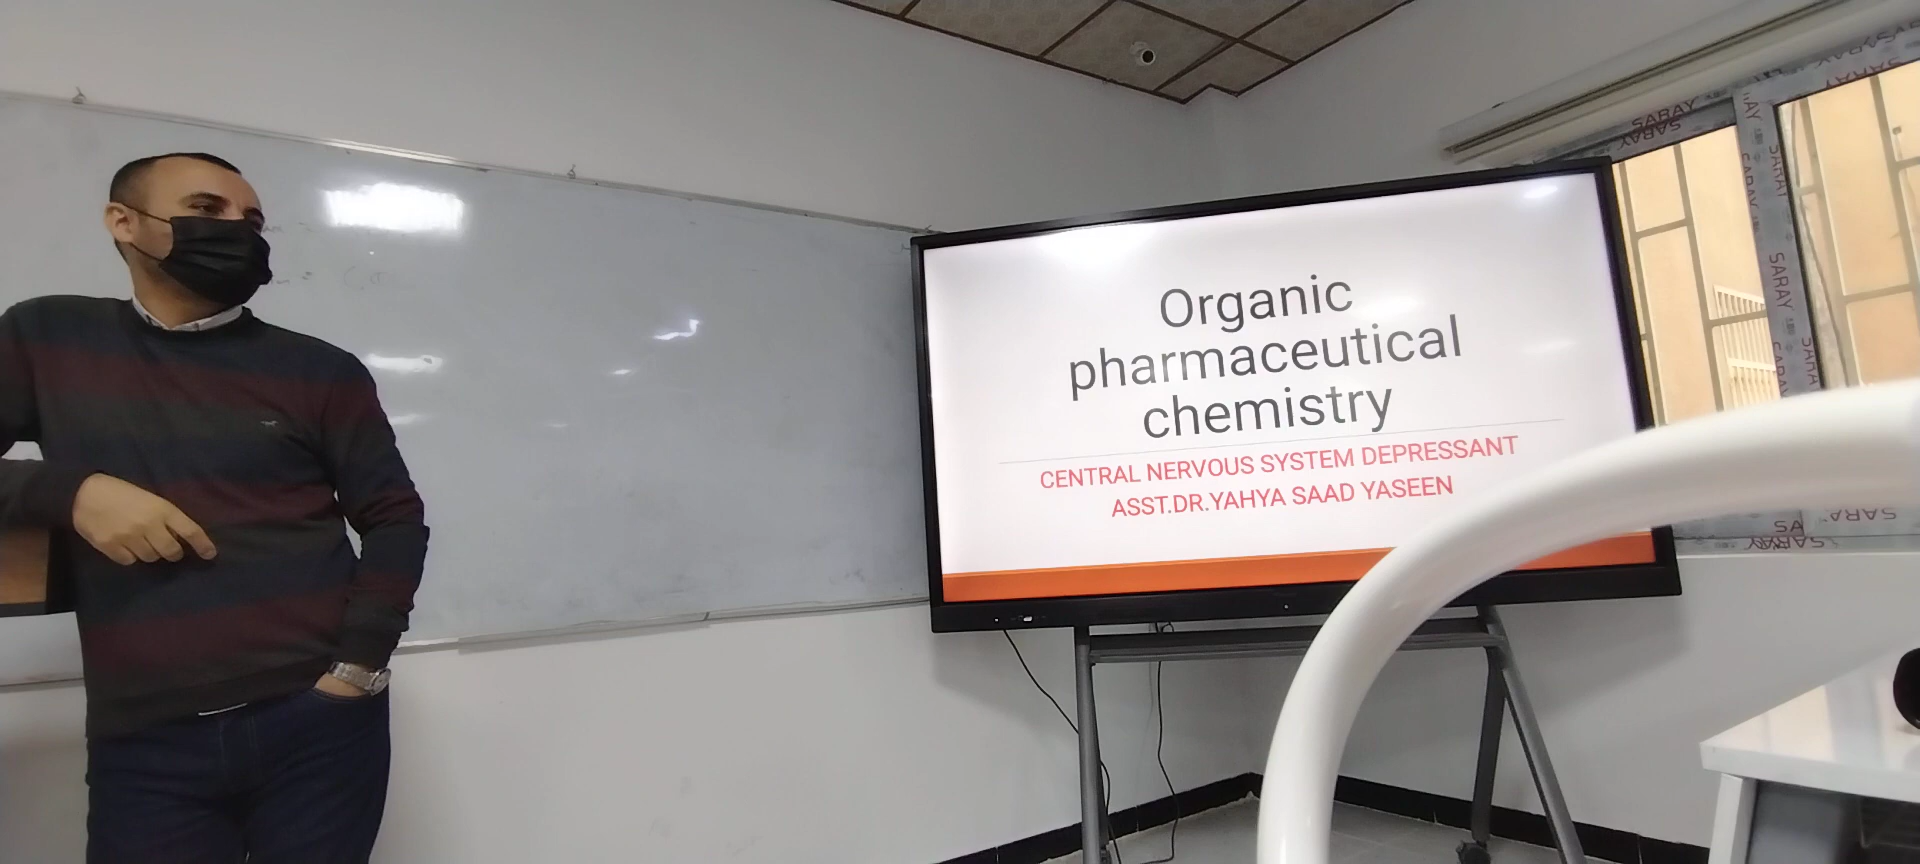 Organic
pharmaceutical
chemistry
CENTRAL NERVOUS SYSTEM DEPRESSANT
ASST.DR.YAHYA SAAD YASEEN
SARAY
SARAY
SARAY
SARAY
SARAY